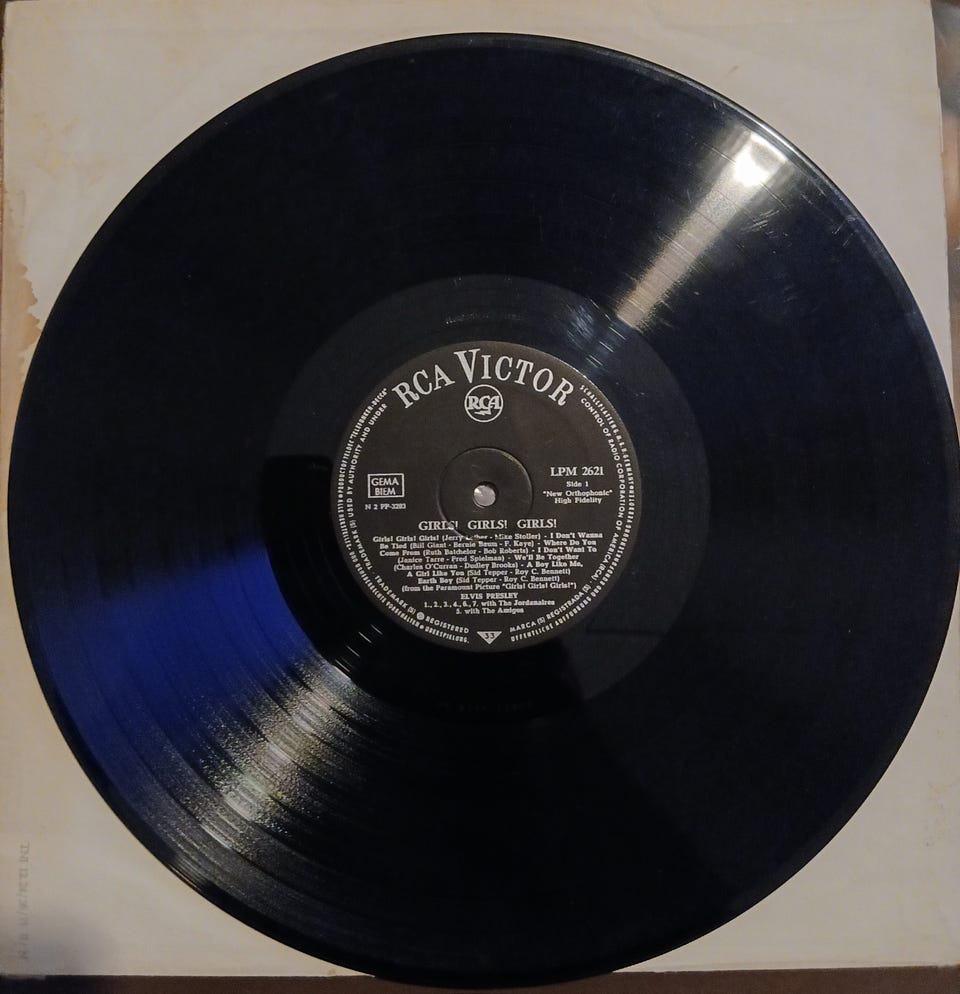 RCA VICTOR
RCA
GEMA
BIEM
N 2 PP-3283
LPM 2621
Side 1
"New Orthophonic"
High Fidelity
GIRLS! GIRLS! GIRLS!
Girls! Girls! Girls! (Jerry Leiber - Mike Stoller) - I Don't Wanna
Be Tied (Bill Giant - Bernie Baum - F. Kaye) - Where Do You
Come From (Ruth Batchelor - Bob Roberts) - I Don't Want To
(Janice Torre - Fred Spielman) - We'll Be Together
(Charles O'Curran - Dudley Brooks) - A Boy Like Me,
A Girl Like You (Sid Tepper - Roy C. Bennett)
Earth Boy (Sid Tepper - Roy C. Bennett)
(from the Paramount Picture "Girls! Girls! Girls!")
ELVIS PRESLEY
1., 2., 3., 4., 6., 7. with The Jordanaires
5. with The Amigos
33
TRADEMARK (S) USED BY AUTHORITY AND UNDER
CONTROL OF RADIO CORPORATION OF AMERICA
TRADEMARK (S) REGISTERED
MARCA (S) REGISTRADA (S)